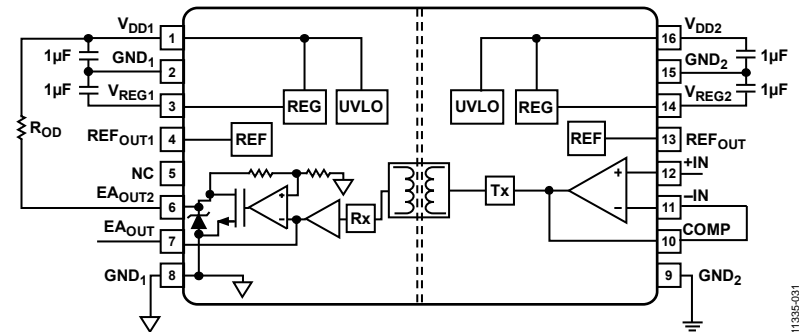 VDD1
1
1µF
GND1
2
1µF
VREG1
3
REG
UVLO
ROD
REFOUT1
4
REF
NC
5
EAOUT2
6
+
–
Rx
EAOUT
7
GND1
8
Tx
16
VDD2
1µF
15
GND2
1µF
14
VREG2
UVLO
REG
REF
13
REFOUT
+
12
+IN
–
11
–IN
10
COMP
9
GND2
11335-031